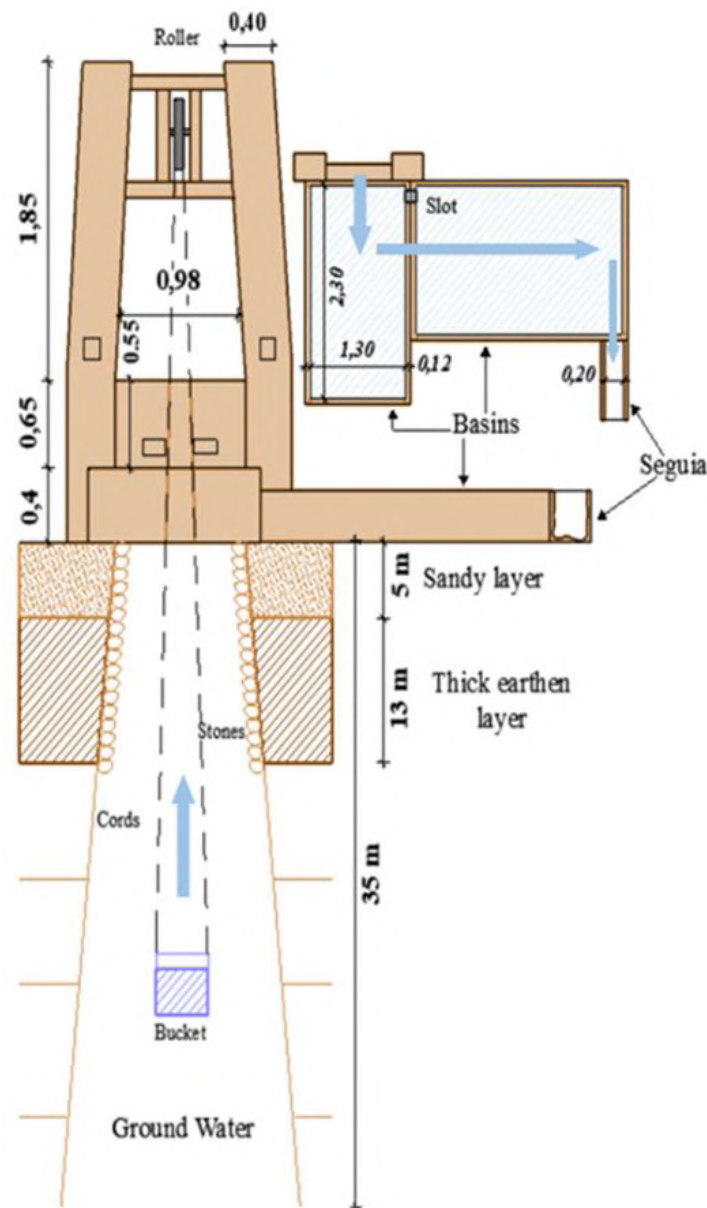 Roller
0,40
1,85
0,98
0.55
0,65
0,4
Slot
2,30
1,30
0,12
0,20
Basins
Seguia
5 m
Sandy layer
13 m
Thick earthen
layer
Stones
Cords
35 m
Bucket
Ground Water